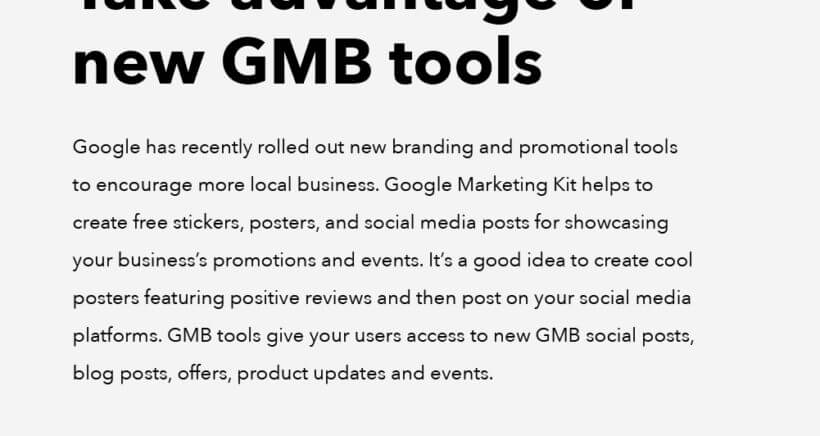 Take advantage of
new GMB tools
Google has recently rolled out new branding and promotional tools
to encourage more local business. Google Marketing Kit helps to
create free stickers, posters, and social media posts for showcasing
your business’s promotions and events. It’s a good idea to create cool
posters featuring positive reviews and then post on your social media
platforms. GMB tools give your users access to new GMB social posts,
blog posts, offers, product updates and events.